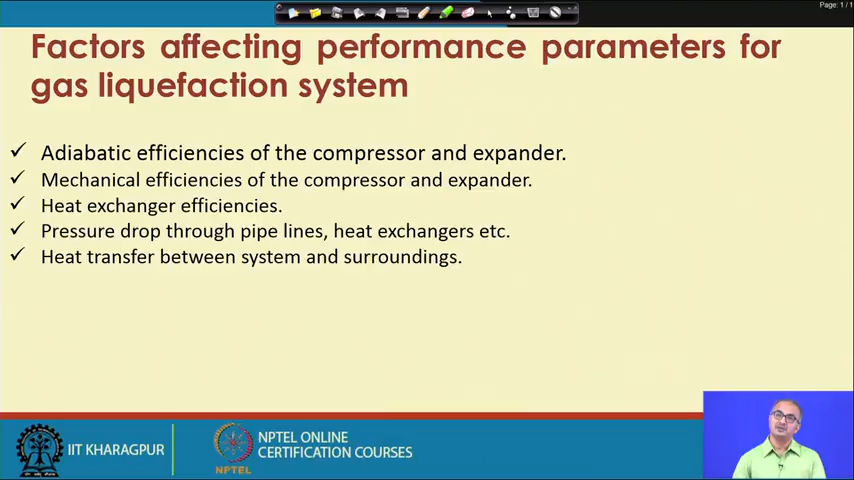 Page: 1 / 1
Factors affecting performance parameters for
gas liquefaction system
✓ Adiabatic efficiencies of the compressor and expander.
✓ Mechanical efficiencies of the compressor and expander.
✓ Heat exchanger efficiencies.
✓ Pressure drop through pipe lines, heat exchangers etc.
✓ Heat transfer between system and surroundings.
IIT KHARAGPUR
NPTEL
NPTEL ONLINE
CERTIFICATION COURSES